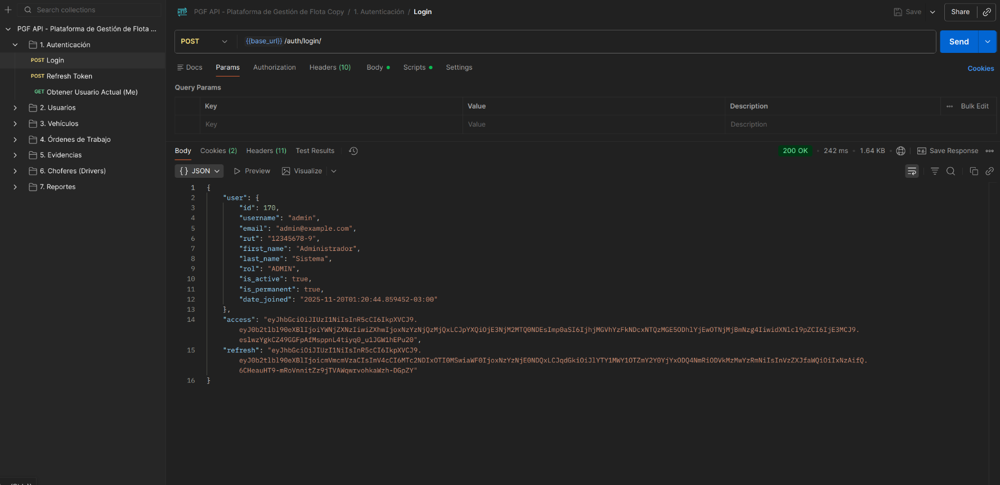 Search collections
PGF API - Plataforma de Gestión de Flota Copy / 1. Autenticación / Login
Save
Share
PGF API - Plataforma de Gestión de Flota ...
1. Autenticación
POST Login
POST Refresh Token
GET Obtener Usuario Actual (Me)
2. Usuarios
3. Vehículos
4. Órdenes de Trabajo
5. Evidencias
6. Choferes (Drivers)
7. Reportes
POST {{base_url}} /auth/login/
Send
Docs Params Authorization Headers (10) Body Scripts Settings
Cookies
Query Params
Key Value Description Bulk Edit
Key Value Description
Body Cookies (2) Headers (11) Test Results
200 OK 242 ms 1.64 KB Save Response
{} JSON Preview Visualize
1 {
2 "user": {
3 "id": 170,
4 "username": "admin",
5 "email": "admin@example.com",
6 "rut": "12345678-9",
7 "first_name": "Administrador",
8 "last_name": "Sistema",
9 "rol": "ADMIN",
10 "is_active": true,
11 "is_permanent": true,
12 "date_joined": "2025-11-20T01:20:44.859452-03:00"
13 },
14 "access": "eyJhbGciOiJIUzI1NiIsInR5cCI6IkpXVCJ9.
eyJ0b2tlbl90eXBlIjoiYWNjZXNzIiwiZXhwIjoxNzYzNjQzMjQxLCJpYXQiOjE3NjM2MTQ0NDEsImp0aSI6IjhjMGVhYzFkNDcxNTQzMGE5ODhlYjEwOTNjMjBmNzg4IiwidXNlcl9pZCI6IjE3MCJ9.
eslwzYgkCZ49GGFpAfMsppnL4tiyq0_u1JGW1hEPu20",
15 "refresh": "eyJhbGciOiJIUzI1NiIsInR5cCI6IkpXVCJ9.
eyJ0b2tlbl90eXBlIjoicmVmcmVzaCIsImV4cCI6MTc2NDIxOTI0MSwiaWF0IjoxNzYzNjE0NDQxLCJqdGkiOiJlYTY1MWY1OTZmY2Y0YjYxODQ4NmRiODVkMzMwYzRmNiIsInVzZXJfaWQiOiIxNzAifQ.
6CHeauHT9-mRoVnnitZz9jTVAWqwrvohkaWzh-DGpZY"
16 }